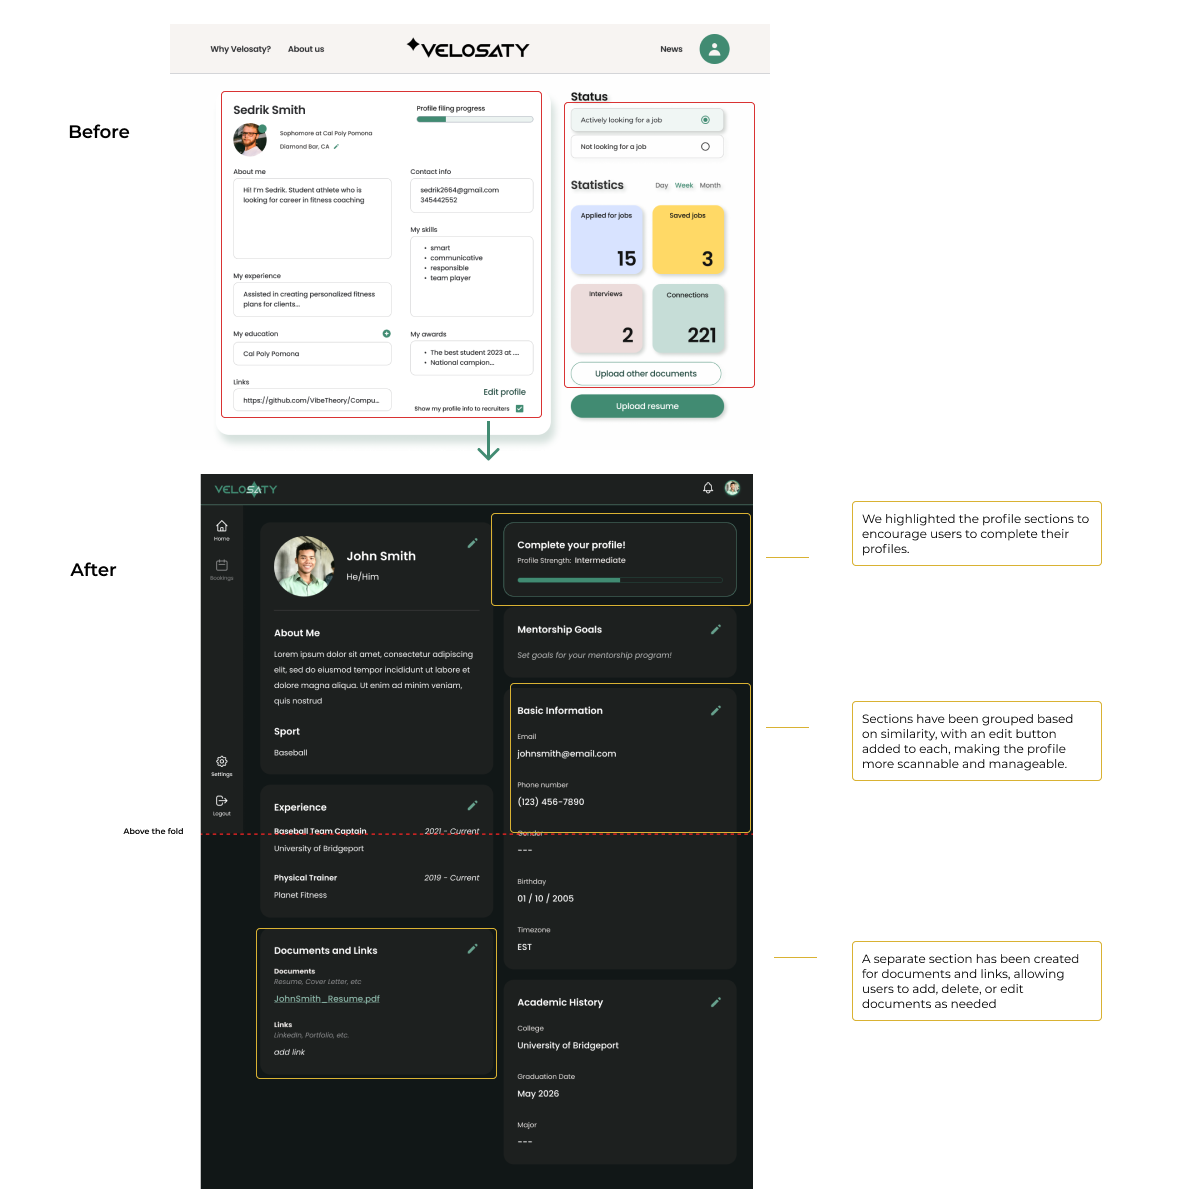 Why Velosaty?
About us
VELOSATY
News
Before
Sedrik Smith
Sophomore at Cal Poly Pomona
Diamond Bar, CA
Profile filing progress
About me
Hi! I'm Sedrik. Student athlete who is
looking for career in fitness coaching
My experience
Assisted in creating personalized fitness
plans for clients...
My education
Cal Poly Pomona
Links
https://github.com/VibeTheory/Compu...
Contact info
sedrik2664@gmail.com
345442552
My skills
• smart
• communicative
• responsible
• team player
My awards
• The best student 2023 at ....
• National campion...
Edit profile
Show my profile info to recruiters
Status
Actively looking for a job
Not looking for a job
Statistics
Day Week Month
Applied for jobs
15
Saved jobs
3
Interviews
2
Connections
221
Upload other documents
Upload resume
After
VELOSATY
Home
Bookings
Settings
Logout
John Smith
He/Him
About Me
Lorem ipsum dolor sit amet, consectetur adipiscing
elit, sed do eiusmod tempor incididunt ut labore et
dolore magna aliqua. Ut enim ad minim veniam,
quis nostrud
Sport
Baseball
Experience
Baseball Team Captain
2021 - Current
University of Bridgeport
Physical Trainer
2019 - Current
Planet Fitness
Documents and Links
Documents
Resume, Cover Letter, etc
JohnSmith_Resume.pdf
Links
LinkedIn, Portfolio, etc.
add link
Complete your profile!
Profile Strength: Intermediate
Mentorship Goals
Set goals for your mentorship program!
Basic Information
Email
johnsmith@email.com
Phone number
(123) 456-7890
Gender
---
Birthday
01 / 10 / 2005
Timezone
EST
Academic History
College
University of Bridgeport
Graduation Date
May 2026
Major
---
Above the fold
We highlighted the profile sections to
encourage users to complete their
profiles.
Sections have been grouped based
on similarity, with an edit button
added to each, making the profile
more scannable and manageable.
A separate section has been created
for documents and links, allowing
users to add, delete, or edit
documents as needed